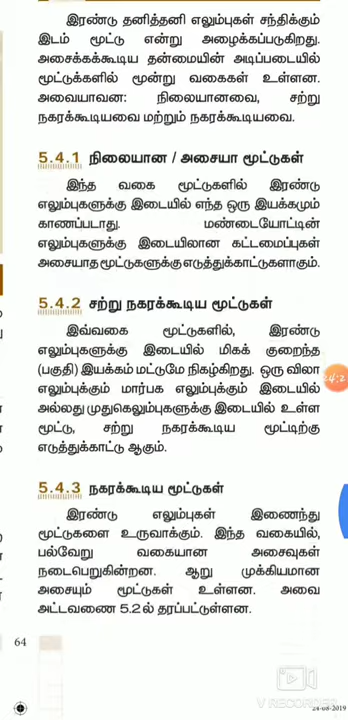 இரண்டு தனித்தனி எலும்புகள் சந்திக்கும்
இடம் மூட்டு என்று அழைக்கப்படுகிறது.
அசைக்கக்கூடிய தன்மையின் அடிப்படையில்
மூட்டுக்களில் மூன்று வகைகள் உள்ளன.
அவையாவன: நிலையானவை, சற்று
நகரக்கூடியவை மற்றும் நகரக்கூடியவை.
5.4.1 நிலையான / அசையா மூட்டுகள்
இந்த வகை மூட்டுகளில் இரண்டு
எலும்புகளுக்கு இடையில் எந்த ஒரு இயக்கமும்
காணப்படாது. மண்டையோட்டின்
எலும்புகளுக்கு இடையிலான கட்டமைப்புகள்
அசையாத மூட்டுகளுக்கு எடுத்துக்காட்டுகளாகும்.
5.4.2 சற்று நகரக்கூடிய மூட்டுகள்
இவ்வகை மூட்டுகளில், இரண்டு
எலும்புகளுக்கு இடையில் மிகக் குறைந்த
(பகுதி) இயக்கம் மட்டுமே நிகழ்கிறது. ஒரு விலா
எலும்புக்கும் மார்பக எலும்புக்கும் இடையில்
அல்லது முதுகெலும்புகளுக்கு இடையில் உள்ள
மூட்டு, சற்று நகரக்கூடிய மூட்டிற்கு
எடுத்துக்காட்டு ஆகும்.
5.4.3 நகரக்கூடிய மூட்டுகள்
இரண்டு எலும்புகள் இணைந்து
மூட்டுகளை உருவாக்கும். இந்த வகையில்,
பல்வேறு வகையான அசைவுகள்
நடைபெறுகின்றன. ஆறு முக்கியமான
அசையும் மூட்டுகள் உள்ளன. அவை
அட்டவணை 5.2 ல் தரப்பட்டுள்ளன.
64
V RECORDER
24-08-2019